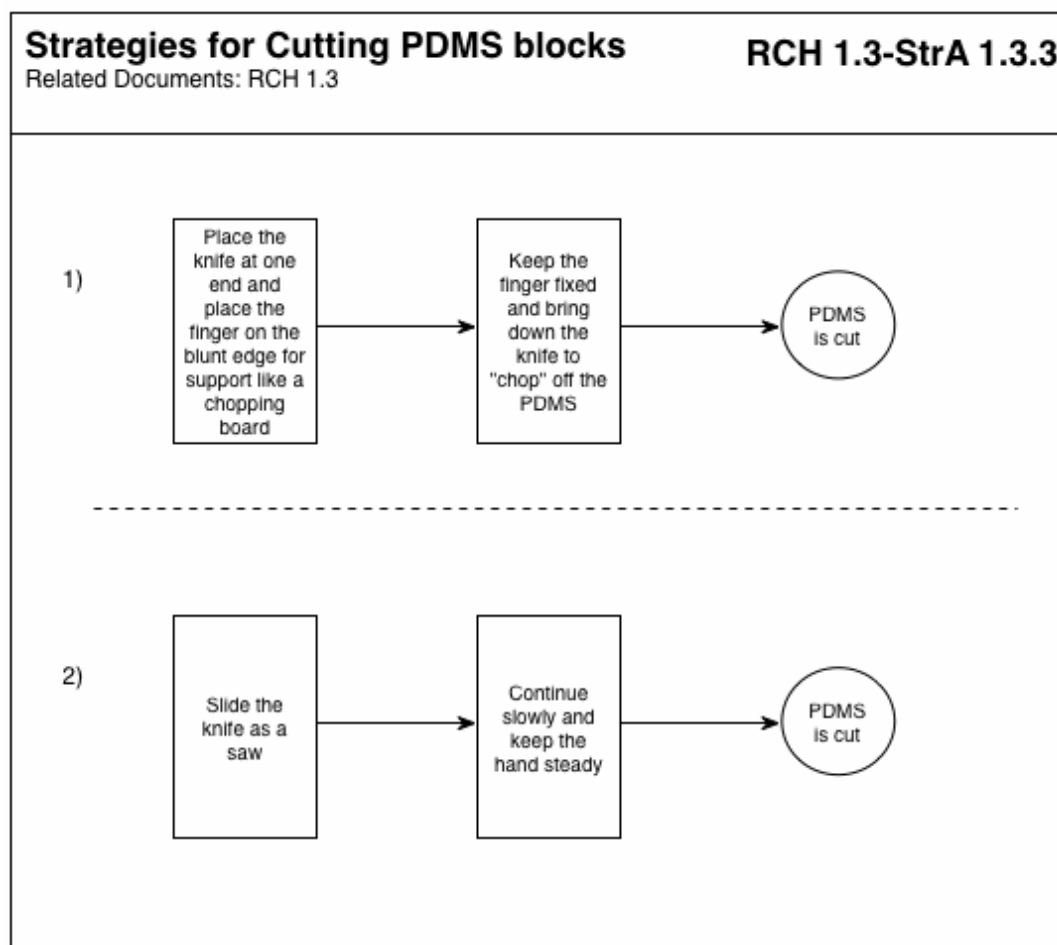 Strategies for Cutting PDMS blocks
RCH 1.3-StrA 1.3.3
Related Documents: RCH 1.3
1)
Place the
knife at one
end and
place the
finger on the
blunt edge for
support like a
chopping
board
Keep the
finger fixed
and bring
down the
knife to
"chop" off the
PDMS
PDMS
is cut
2)
Slide the
knife as a
saw
Continue
slowly and
keep the
hand steady
PDMS
is cut